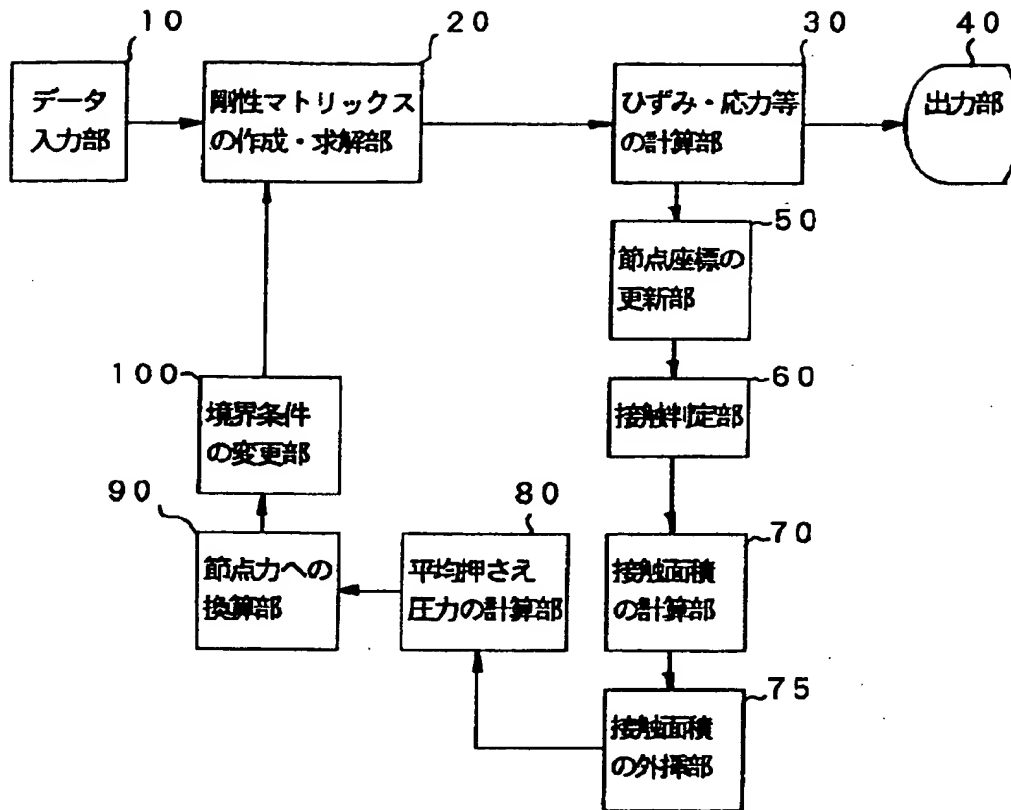 10
データ
入力部
20
剛性マトリックス
の作成・求解部
30
ひずみ・応力等
の計算部
40
出力部
50
節点座標の
更新部
60
接触判定部
70
接触面積
の計算部
75
接触面積
の外挿部
80
平均押さえ
圧力の計算部
90
節点力への
換算部
100
境界条件
の変更部